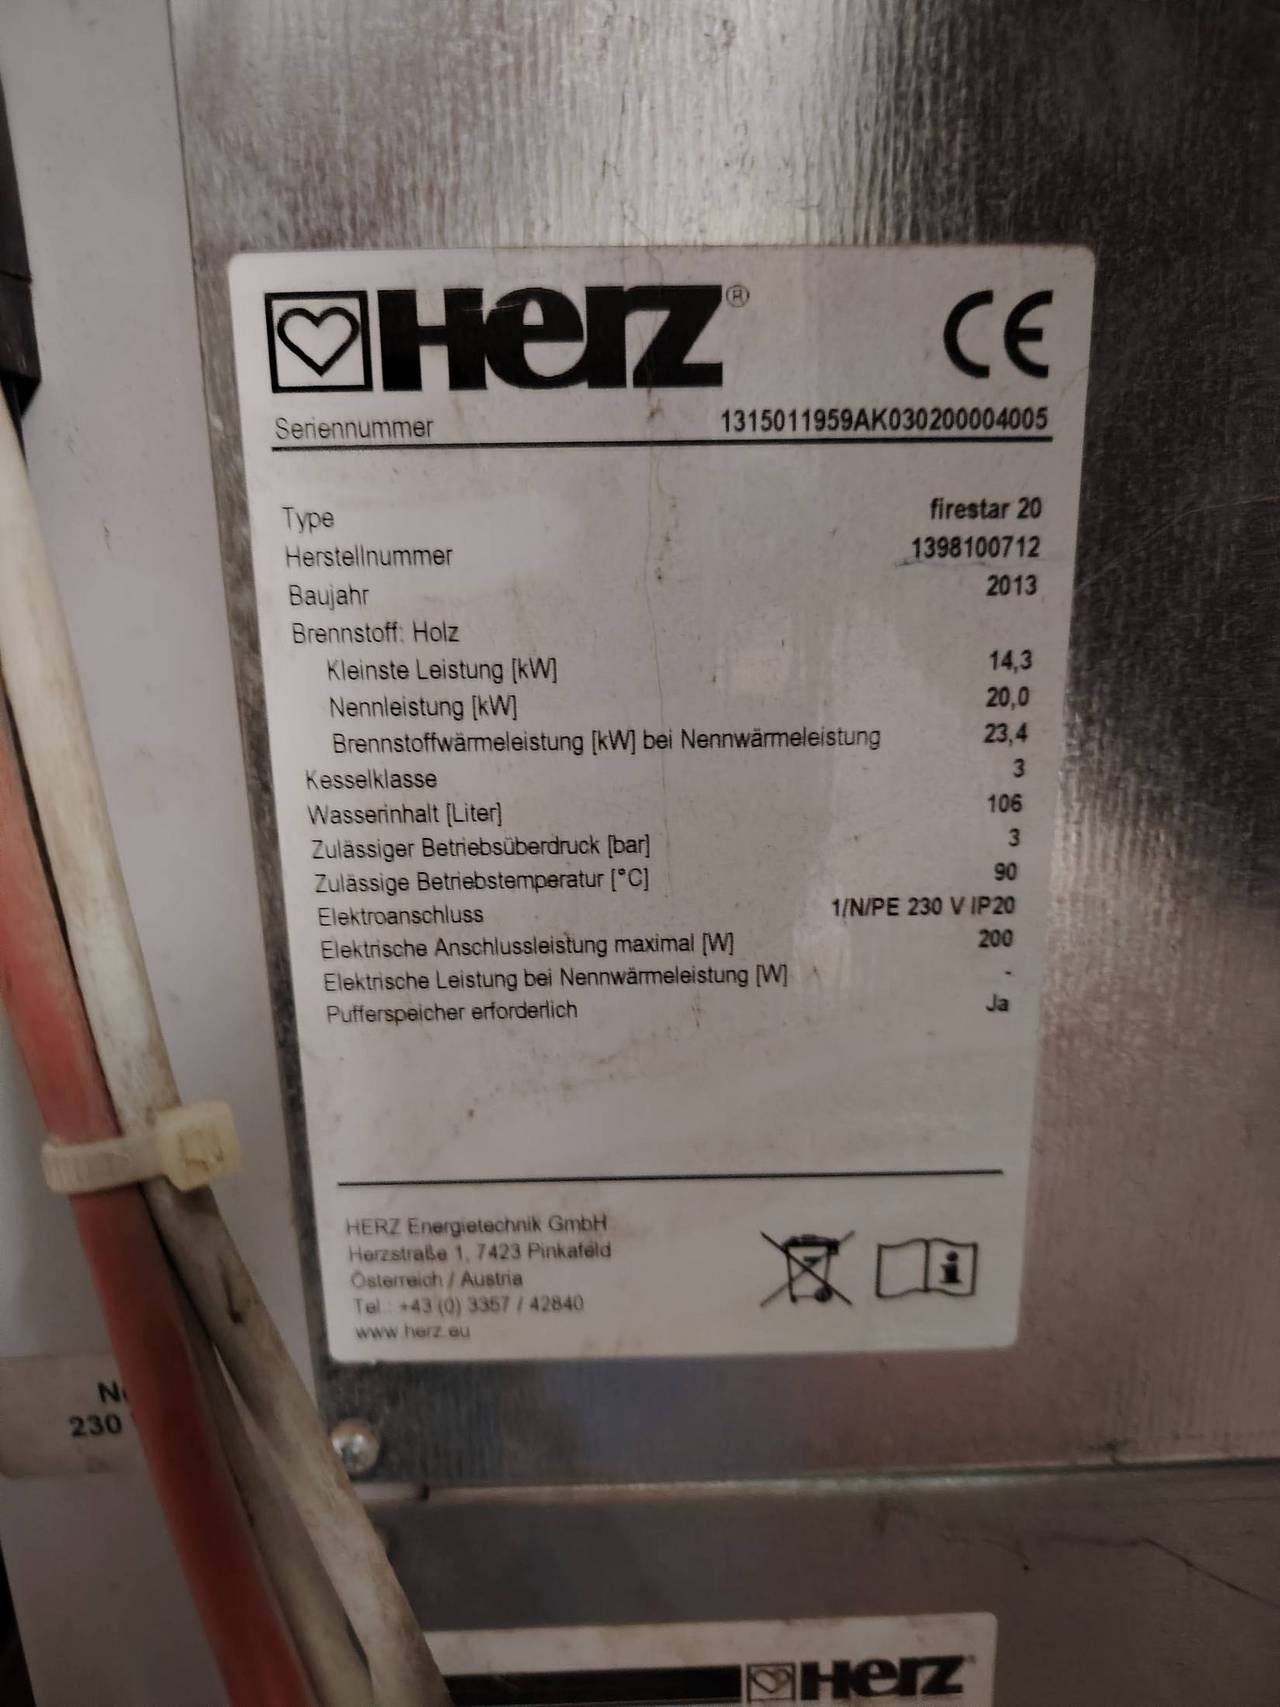 Herz®
CE
Seriennummer 1315011959AK030200004005
Type firestar 20
Herstellnummer 1398100712
Baujahr 2013
Brennstoff: Holz
Kleinste Leistung [kW] 14,3
Nennleistung [kW] 20,0
Brennstoffwärmeleistung [kW] bei Nennwärmeleistung 23,4
Kesselklasse 3
Wasserinhalt [Liter] 106
Zulässiger Betriebsüberdruck [bar] 3
Zulässige Betriebstemperatur [°C] 90
Elektroanschluss 1/N/PE 230 V IP20
Elektrische Anschlussleistung maximal [W] 200
Elektrische Leistung bei Nennwärmeleistung [W] -
Pufferspeicher erforderlich Ja
HERZ Energietechnik GmbH
Herzstraße 1, 7423 Pinkafeld
Österreich / Austria
Tel.: +43 (0) 3357 / 42840
www.herz.eu
230
Herz®